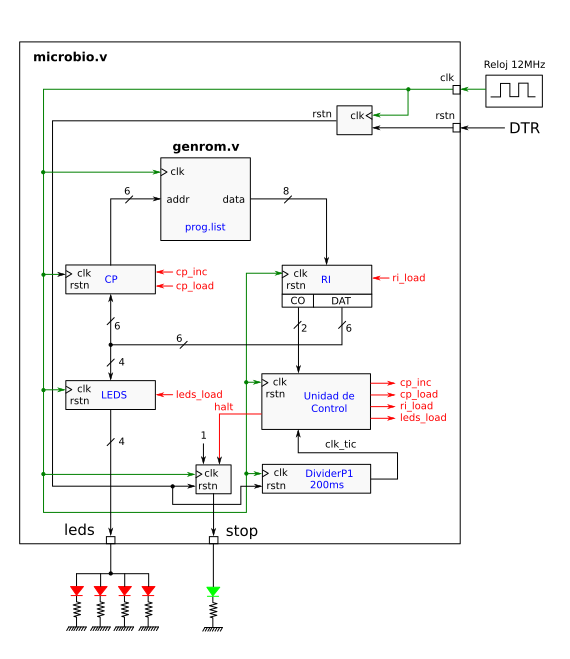 microbio.v
Reloj 12MHz
clk
rstn
clk
rstn
DTR
genrom.v
clk
6
addr
data
8
prog.list
clk
CP
rstn
cp_inc
cp_load
clk
RI
rstn
ri_load
CO
DAT
6
2
6
6
4
clk
LEDS
leds_load
clk
rstn
Unidad de
Control
cp_inc
cp_load
ri_load
leds_load
halt
4
1
clk_tic
clk
rstn
clk
rstn
DividerP1
200ms
leds
stop